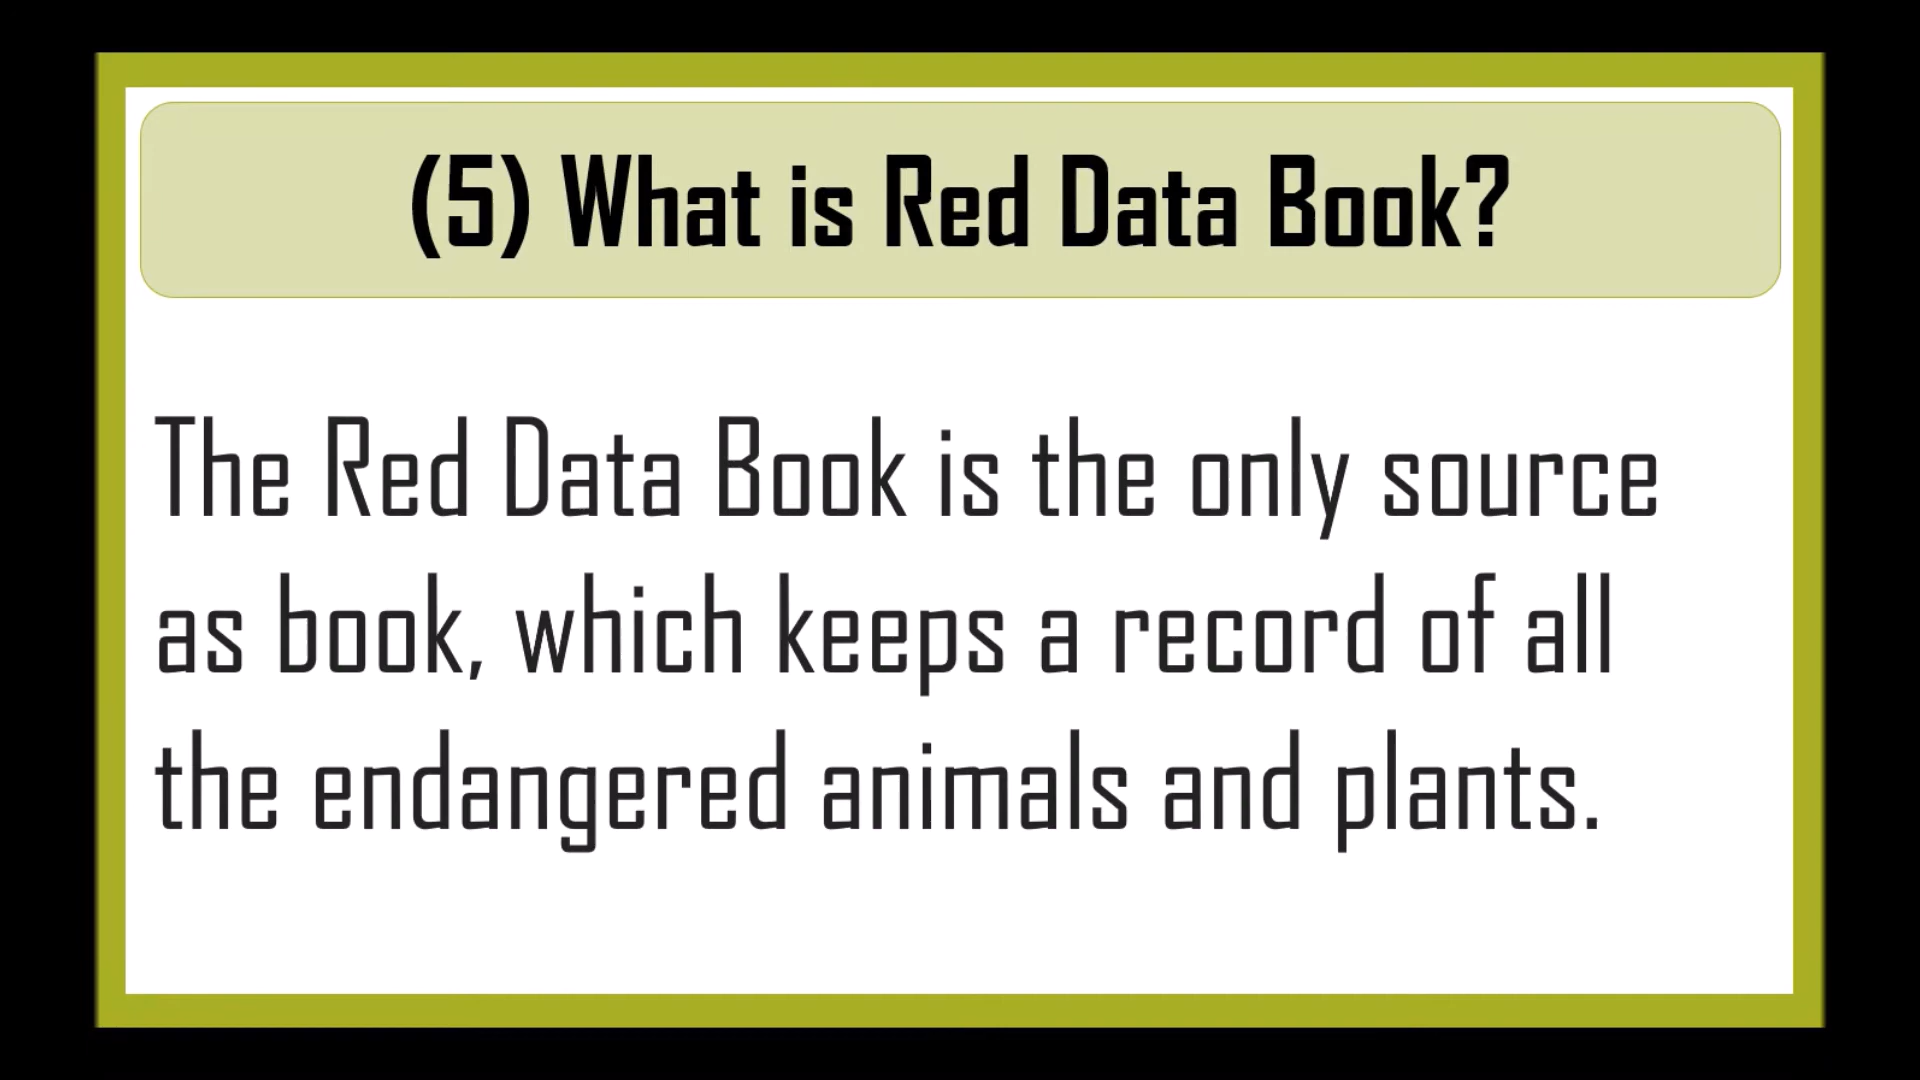 (5) What is Red Data Book?
The Red Data Book is the only source
as book, which keeps a record of all
the endangered animals and plants.